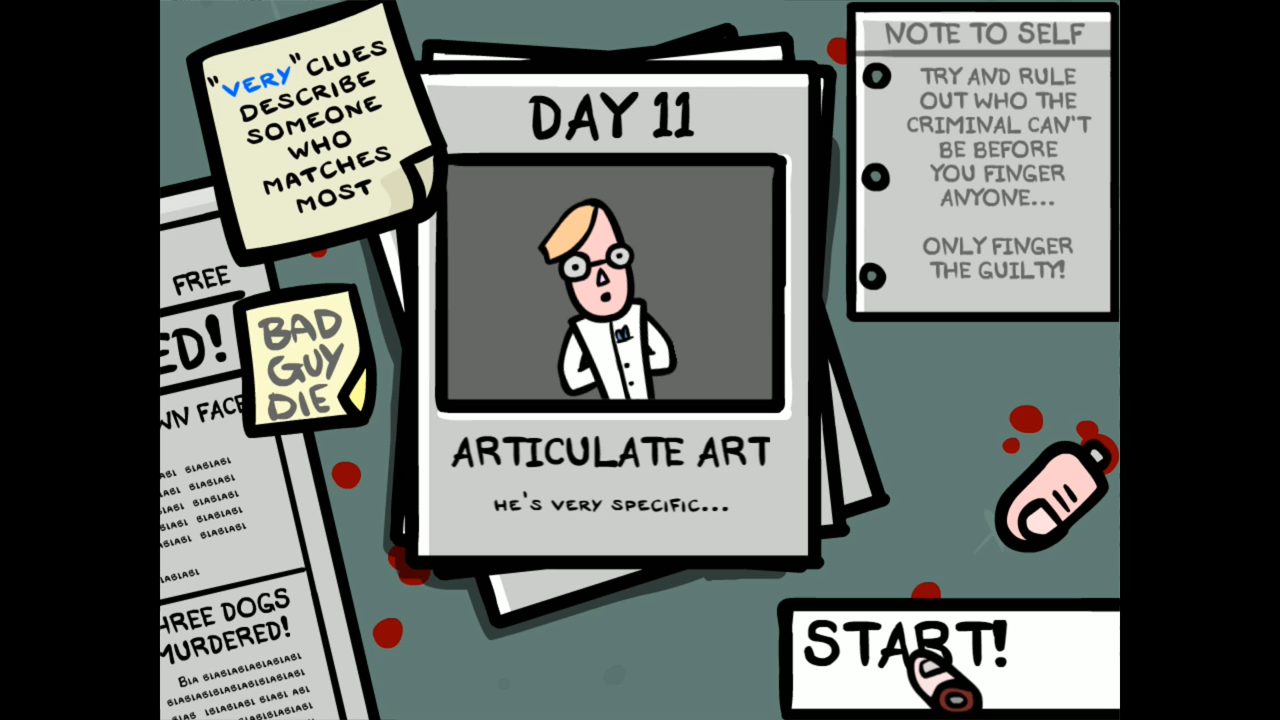 "VERY" CLUES
DESCRIBE
SOMEONE
WHO
MATCHES
MOST
DAY 11
ARTICULATE ART
HE'S VERY SPECIFIC...
NOTE TO SELF
TRY AND RULE
OUT WHO THE
CRIMINAL CAN'T
BE BEFORE
YOU FINGER
ANYONE...
ONLY FINGER
THE GUILTY!
FREE
ED!
BAD
GUY
DIE
WN FACE
HREE DOGS
MURDERED!
START!